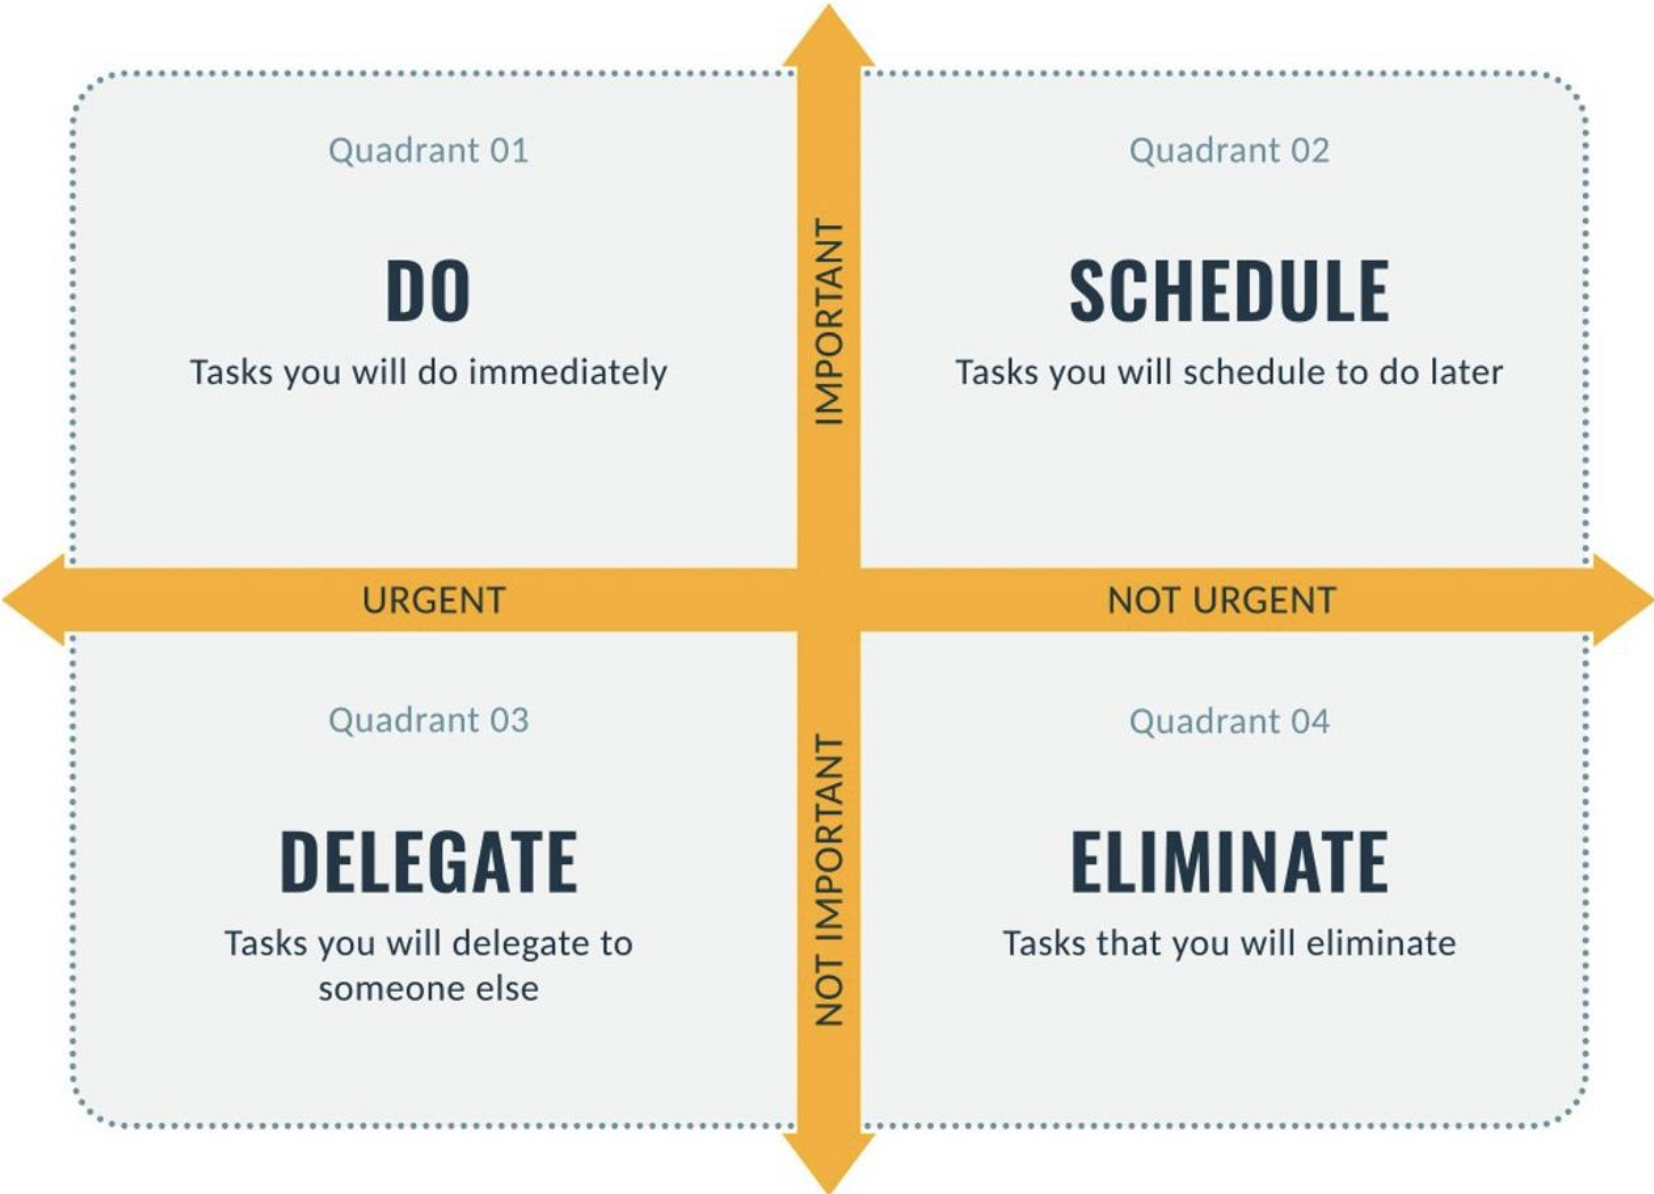 Quadrant 01
DO
Tasks you will do immediately
IMPORTANT
Quadrant 02
SCHEDULE
Tasks you will schedule to do later
URGENT
NOT URGENT
Quadrant 03
DELEGATE
Tasks you will delegate to
someone else
NOT IMPORTANT
Quadrant 04
ELIMINATE
Tasks that you will eliminate